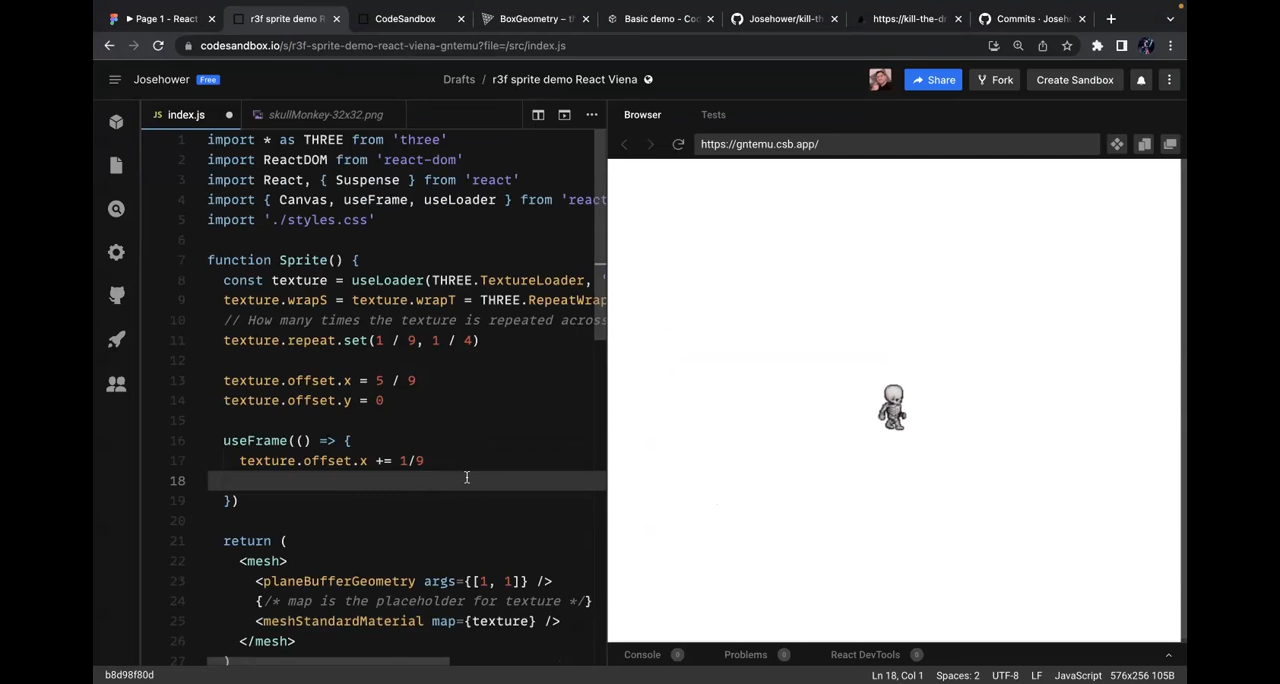 Page 1 - React
r3f sprite demo R
CodeSandbox
BoxGeometry – th
Basic demo - Cod
Josehower/kill-th
https://kill-the-dr
Commits · Joseh
codesandbox.io/s/r3f-sprite-demo-react-viena-gntemu?file=/src/index.js
Josehower Free
Drafts / r3f sprite demo React Viena
Share
Fork
Create Sandbox
JS index.js
skullMonkey-32x32.png
Browser
Tests
https://gntemu.csb.app/
1 import * as THREE from 'three'
2 import ReactDOM from 'react-dom'
3 import React, { Suspense } from 'react'
4 import { Canvas, useFrame, useLoader } from 'reac
5 import './styles.css'
6
7 function Sprite() {
8 const texture = useLoader(THREE.TextureLoader, '
9 texture.wrapS = texture.wrapT = THREE.RepeatWrap
10 // How many times the texture is repeated across
11 texture.repeat.set(1 / 9, 1 / 4)
12
13 texture.offset.x = 5 / 9
14 texture.offset.y = 0
15
16 useFrame(() => {
17 texture.offset.x += 1/9
18
19 })
20
21 return (
22 <mesh>
23 <planeBufferGeometry args={[1, 1]} />
24 {/* map is the placeholder for texture */}
25 <meshStandardMaterial map={texture} />
26 </mesh>
27 )
Console 0
Problems 0
React DevTools 0
b8d98f80d
Ln 18, Col 1
Spaces: 2
UTF-8
LF
JavaScript
576x256 105B